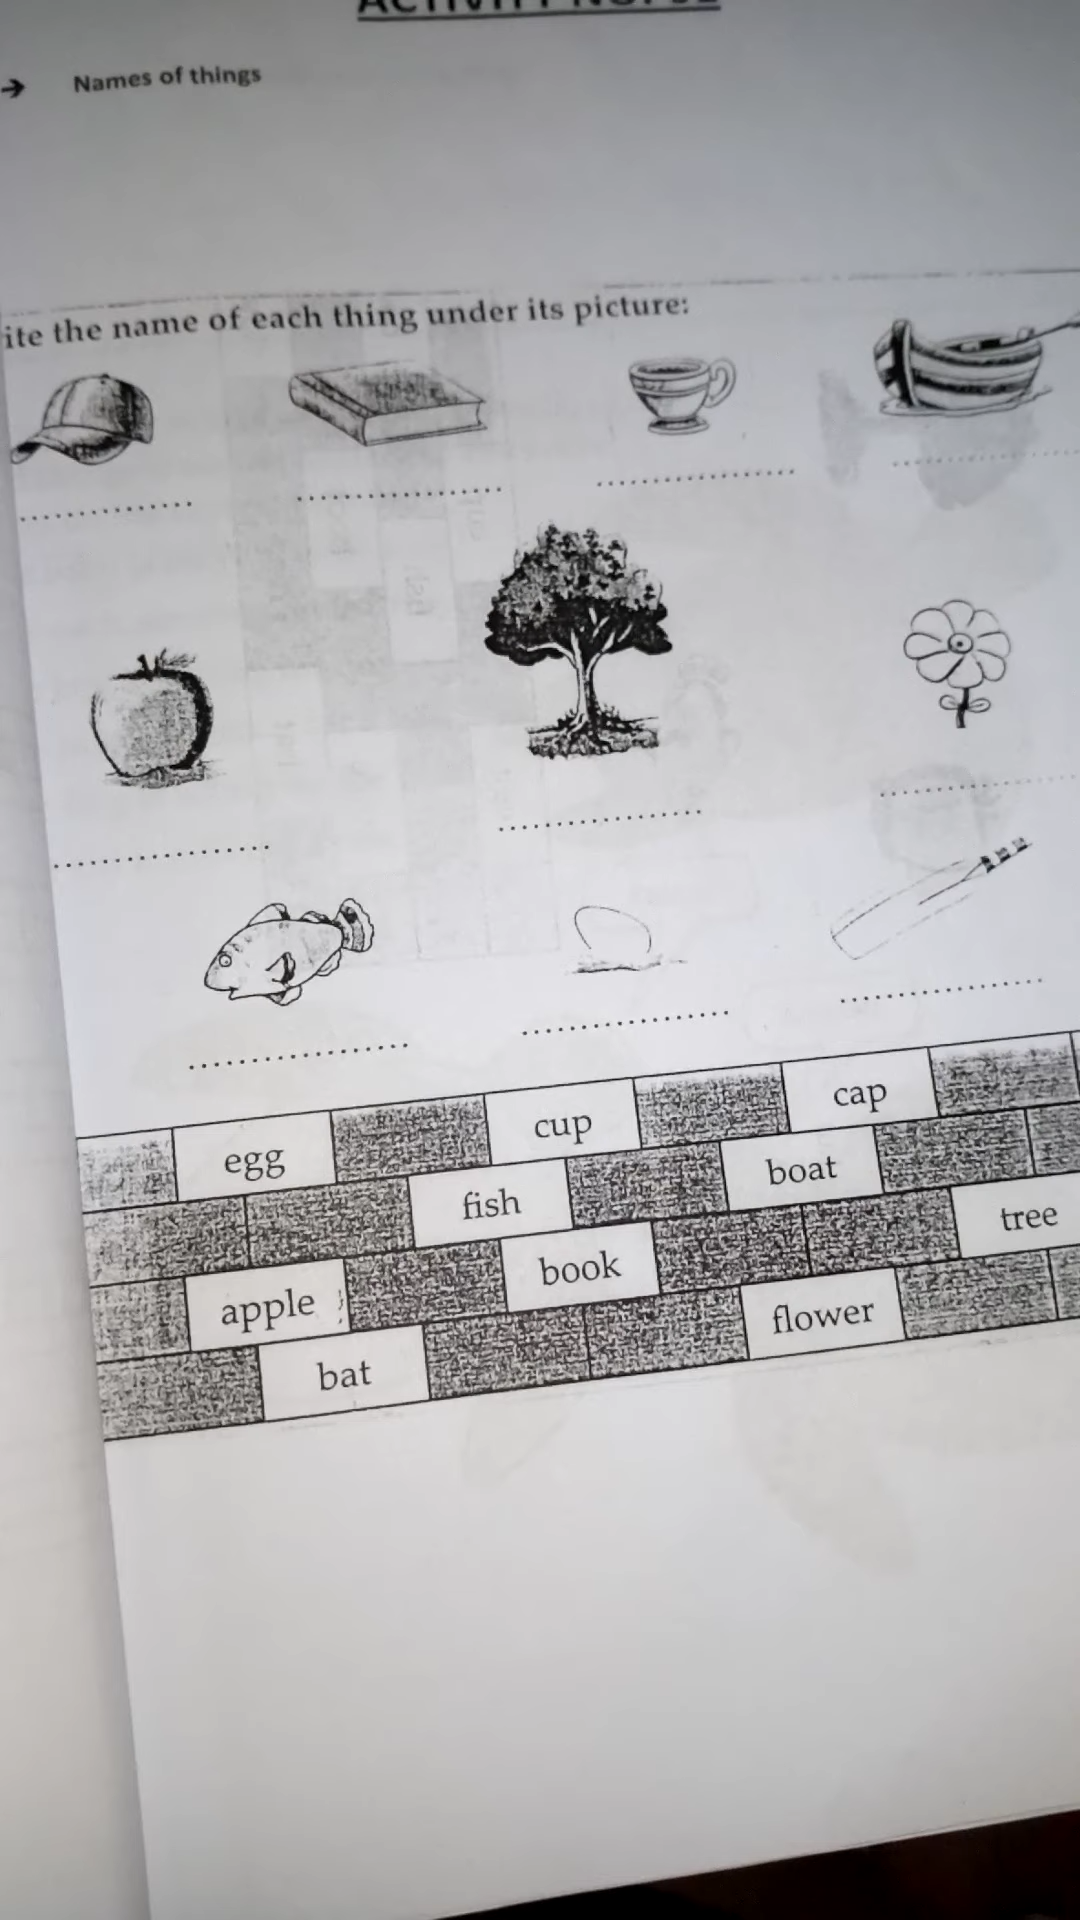 Names of things
ite the name of each thing under its picture:
egg cup cap
fish boat
apple book tree
bat flower